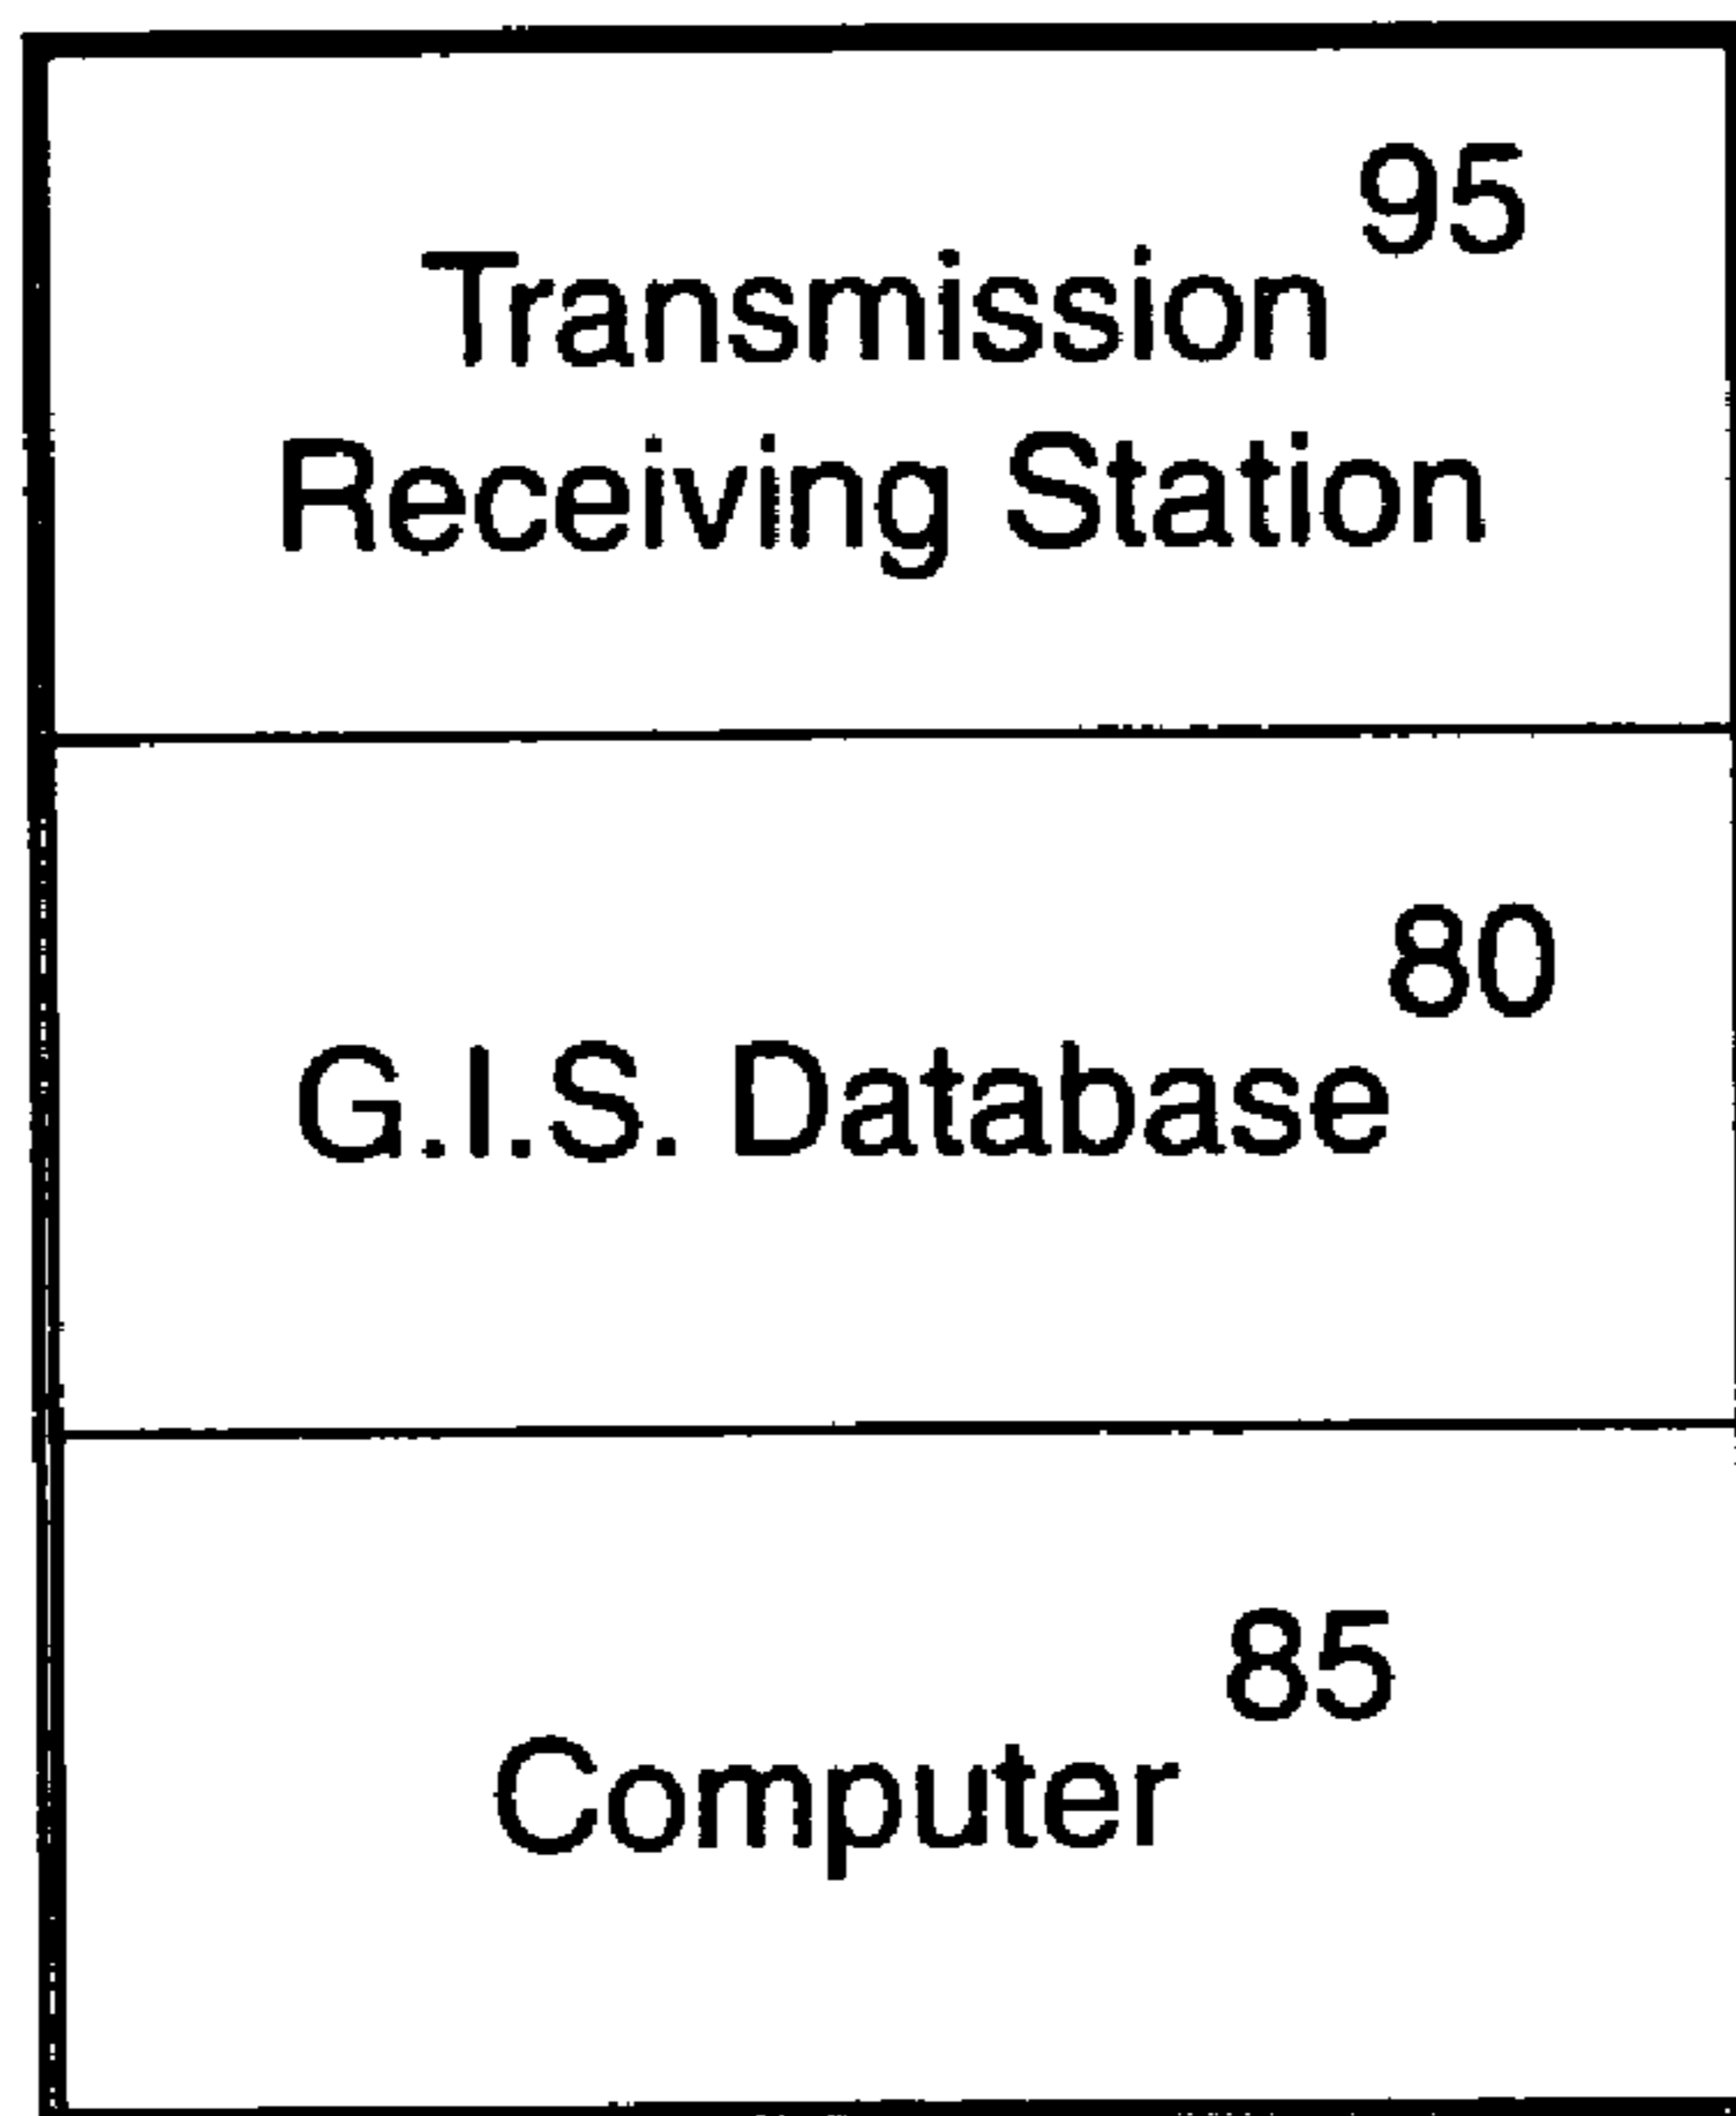 95
Transmission
Receiving Station
80
G.I.S. Database
85
Computer